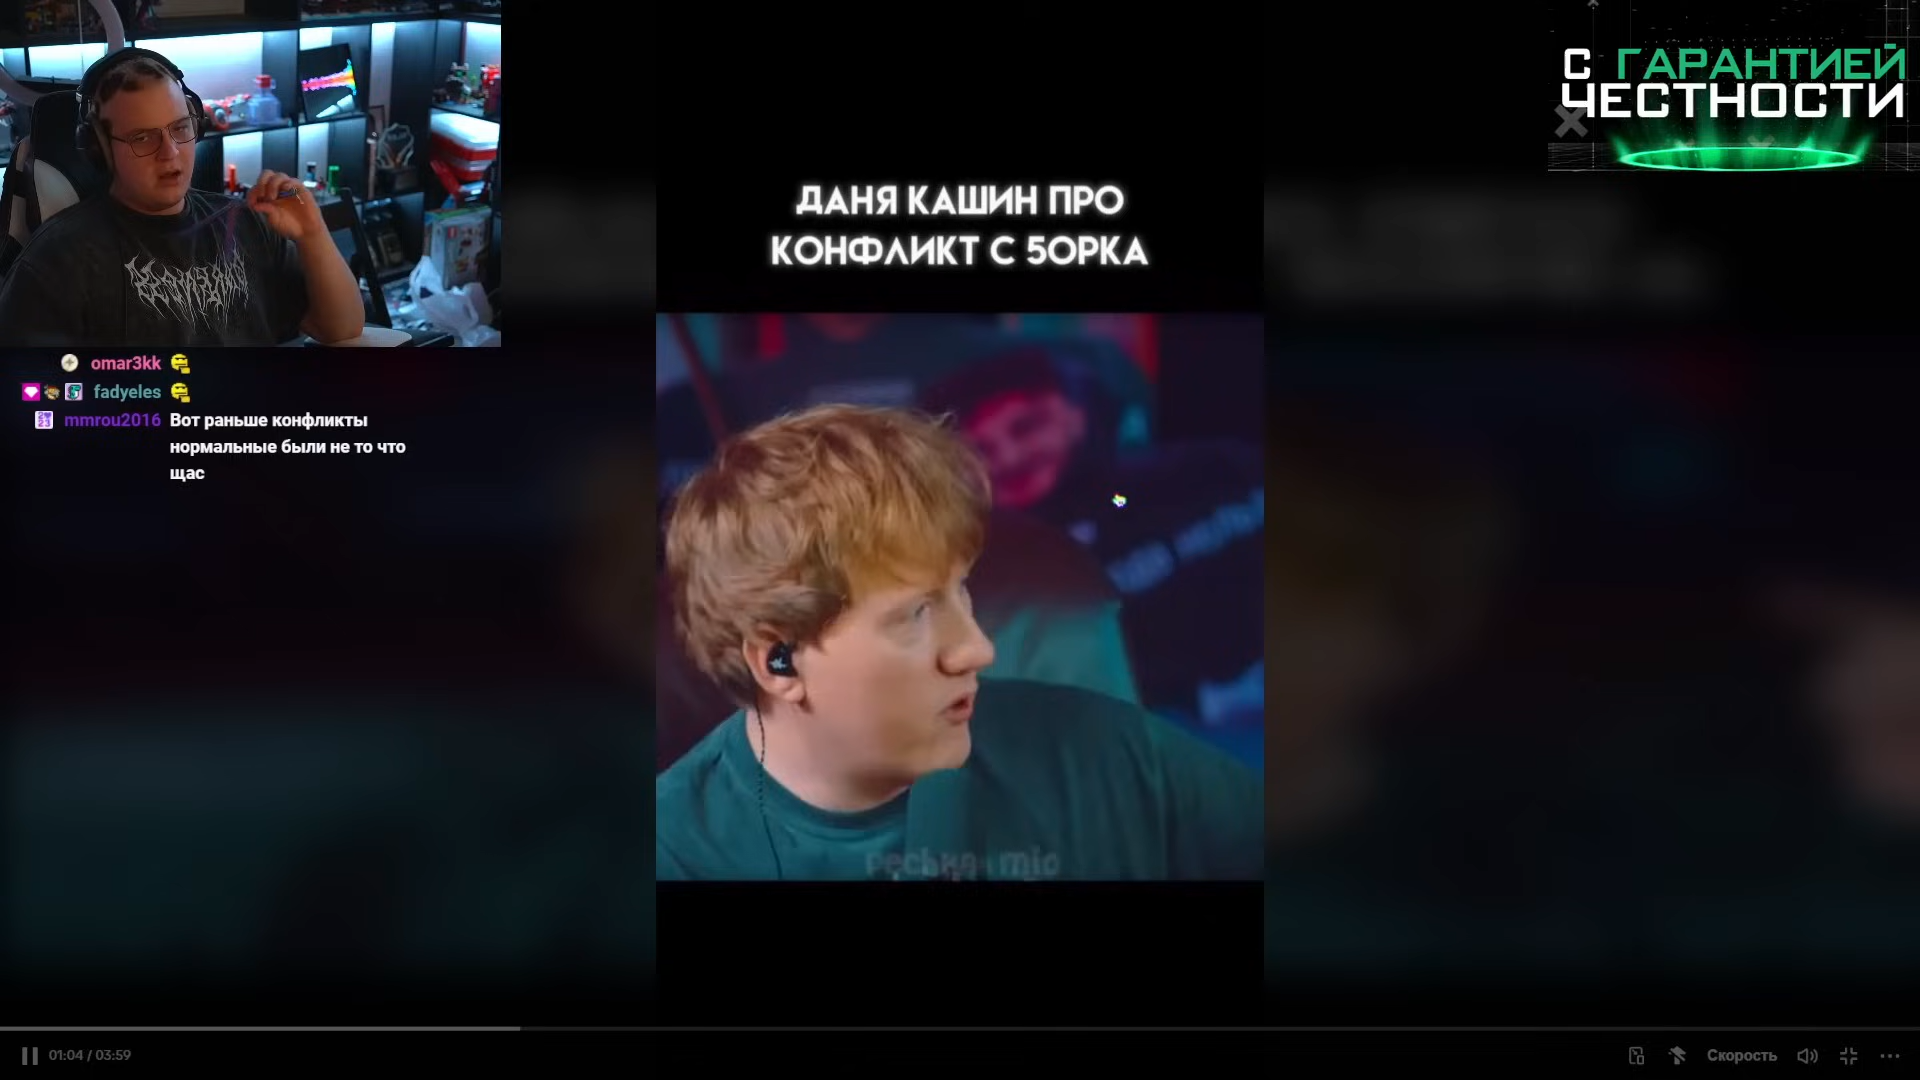 С ГАРАНТИЕЙ
ЧЕСТНОСТИ
ДАНЯ КАШИН ПРО
КОНФЛИКТ С 5ОРКА
omar3kk
fadyeles
mmrou2016 Вот раньше конфликты
нормальные были не то что
щас
01:04 / 03:59
Скорость